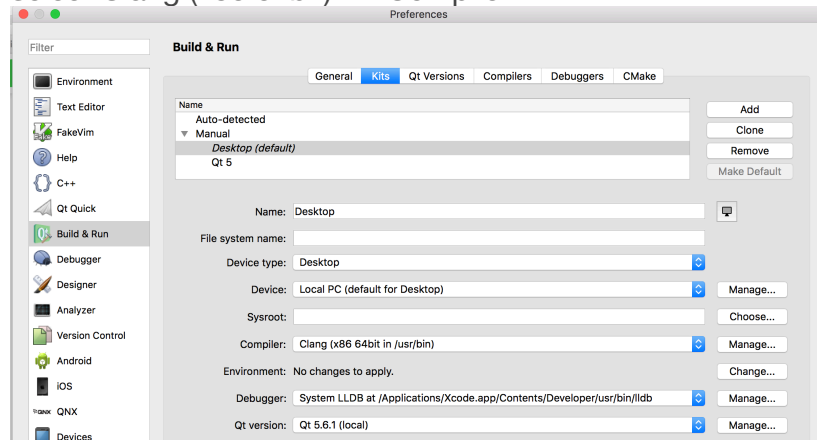 Preferences
Filter
Build & Run
General Kits Qt Versions Compilers Debuggers CMake
Environment
Text Editor
FakeVim
Help
C++
Qt Quick
Build & Run
Debugger
Designer
Analyzer
Version Control
Android
iOS
QNX QNX
Devices
Name
Auto-detected
Manual
Desktop (default)
Qt 5
Add
Clone
Remove
Make Default
Name: Desktop
File system name:
Device type: Desktop
Device: Local PC (default for Desktop) Manage...
Sysroot: Choose...
Compiler: Clang (x86 64bit in /usr/bin) Manage...
Environment: No changes to apply. Change...
Debugger: System LLDB at /Applications/Xcode.app/Contents/Developer/usr/bin/lldb Manage...
Qt version: Qt 5.6.1 (local) Manage...